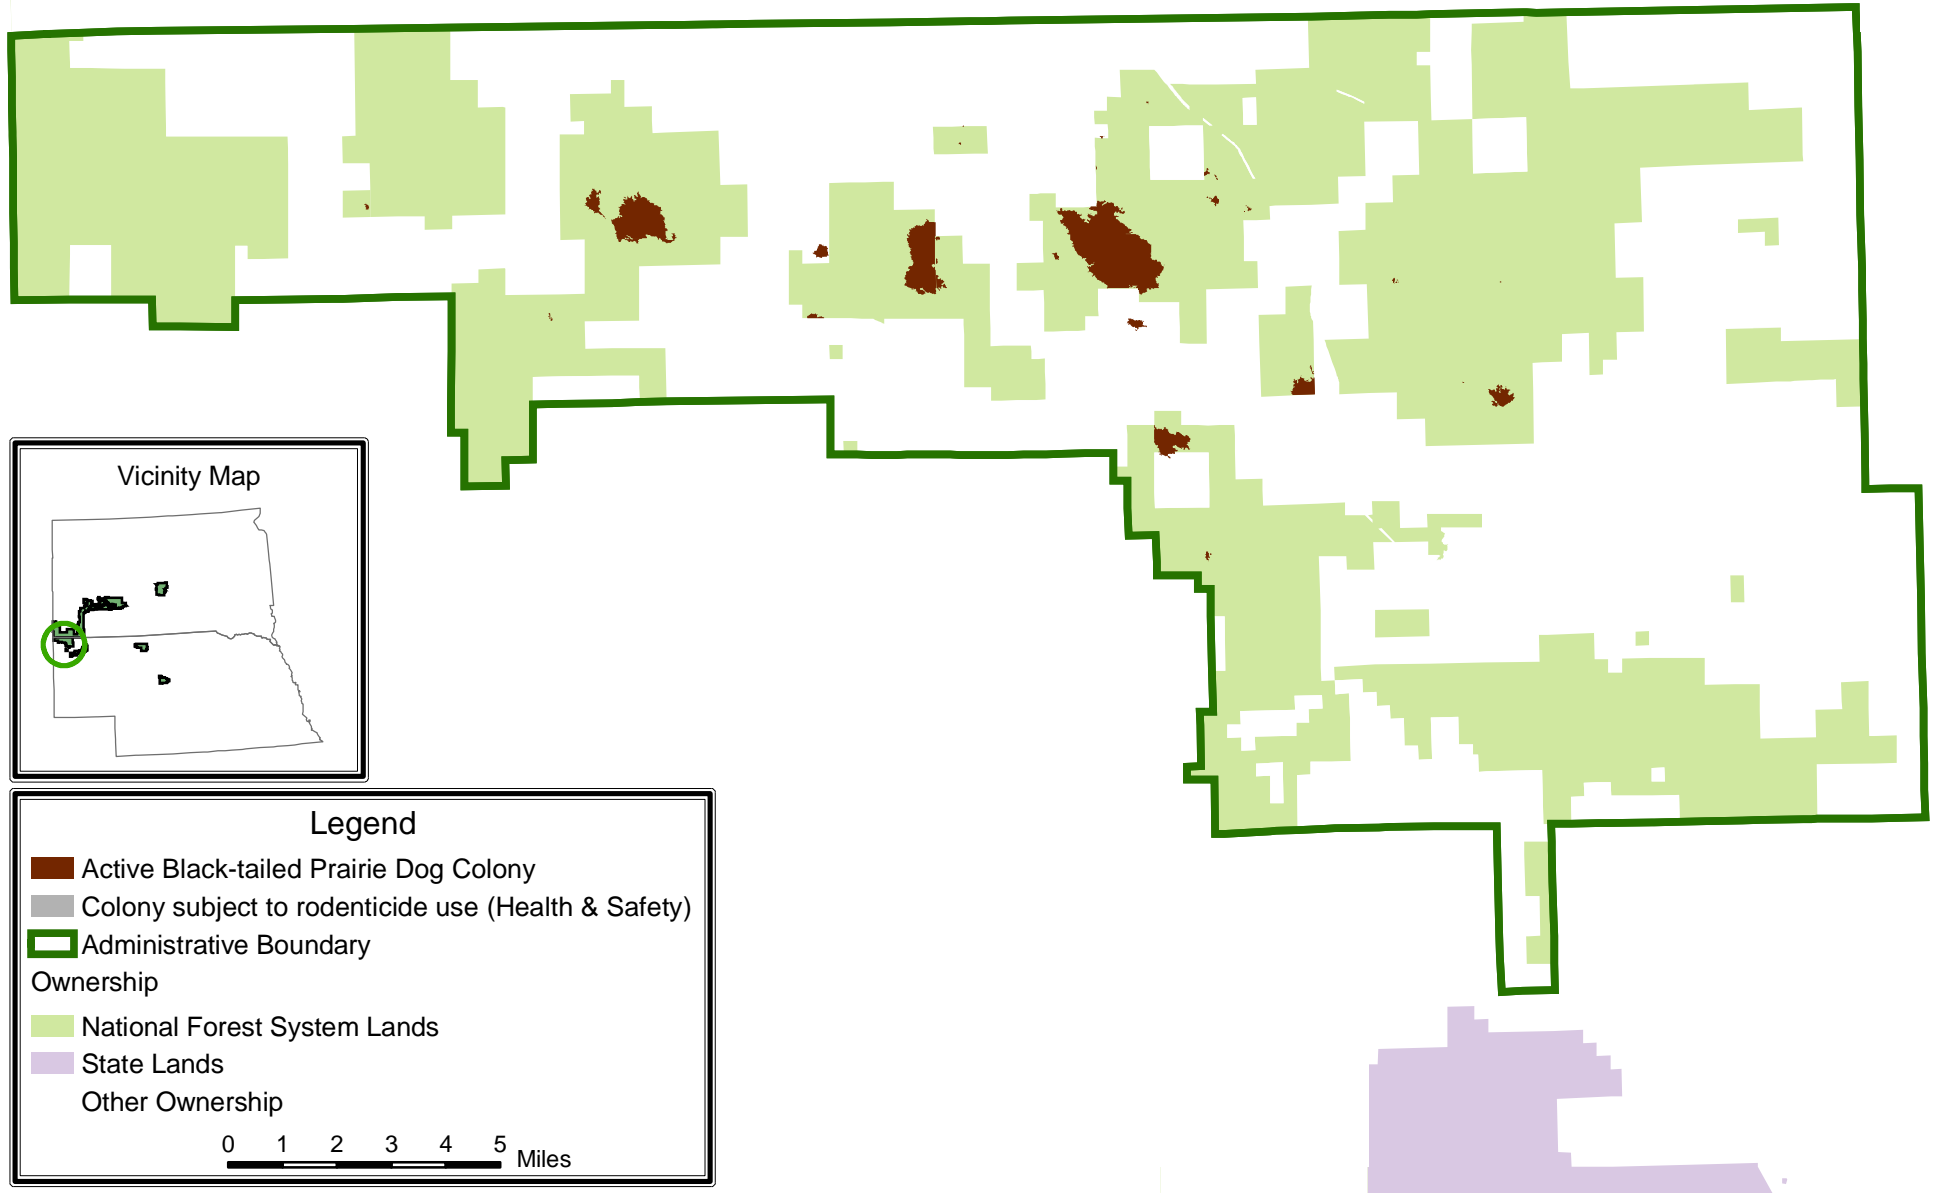 Vicinity Map
Legend
Active Black-tailed Prairie Dog Colony
Colony subject to rodenticide use (Health & Safety)
Administrative Boundary
Ownership
National Forest System Lands
State Lands
Other Ownership
0 1 2 3 4 5 Miles